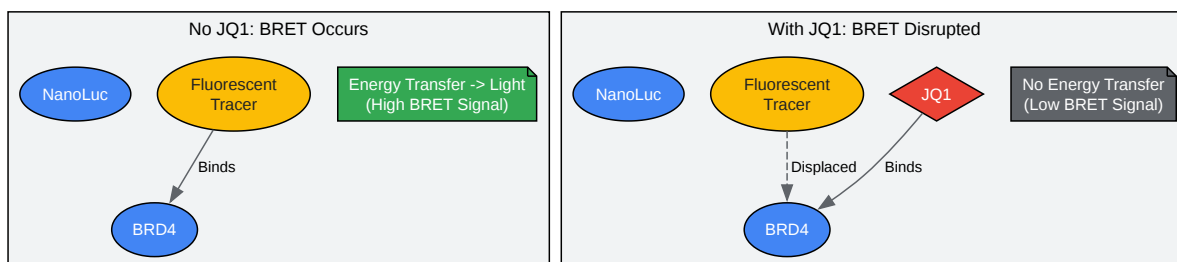 No JQ1: BRET Occurs
NanoLuc
Fluorescent
Tracer
Energy Transfer -> Light
(High BRET Signal)
Binds
BRD4
With JQ1: BRET Disrupted
NanoLuc
Fluorescent
Tracer
JQ1
No Energy Transfer
(Low BRET Signal)
Displaced
Binds
BRD4